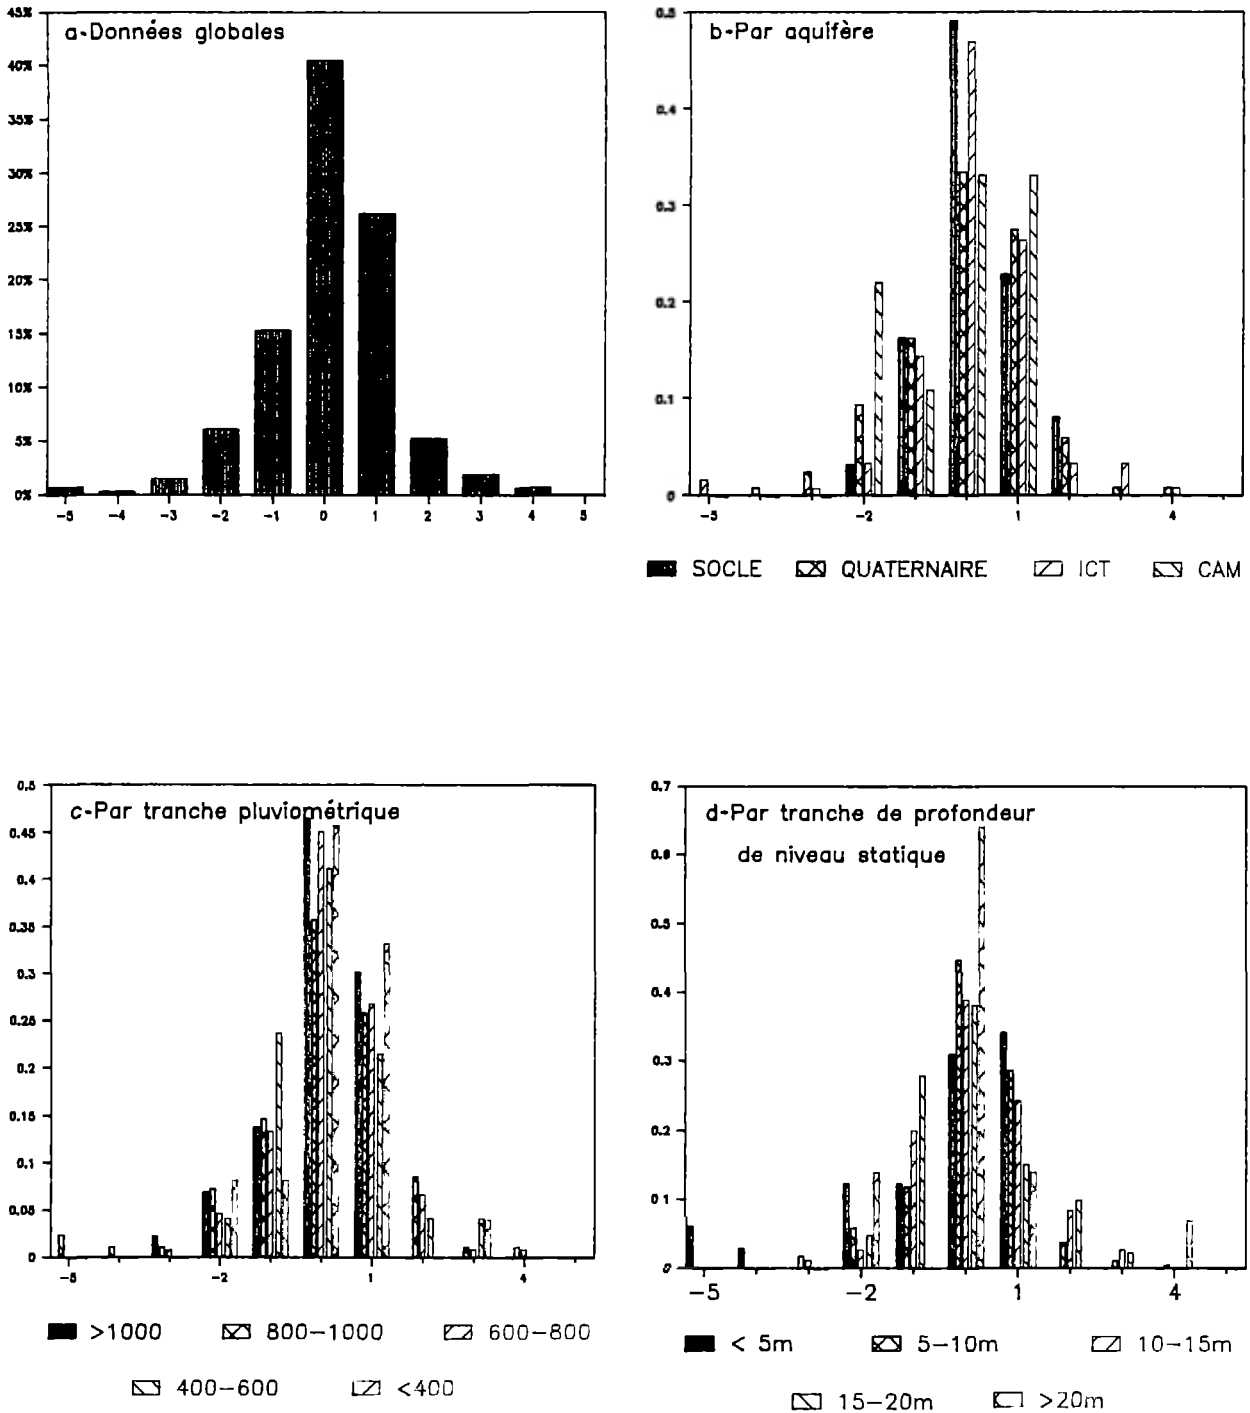 a-Données globales
45%
40%
35%
30%
25%
20%
15%
10%
5%
0%
-5 -4 -3 -2 -1 0 1 2 3 4 5
b-Par aquifère
0.5
0.4
0.3
0.2
0.1
0
-5 -2 1 4
SOCLE QUATERNAIRE ICT CAM
c-Par tranche pluviométrique
0.5
0.45
0.4
0.35
0.3
0.25
0.2
0.15
0.1
0.05
0
-5 -2 1 4
>1000 800-1000 600-800
400-600 <400
d-Par tranche de profondeur
de niveau statique
0.7
0.6
0.5
0.4
0.3
0.2
0.1
0
-5 -2 1 4
< 5m 5-10m 10-15m
15-20m >20m